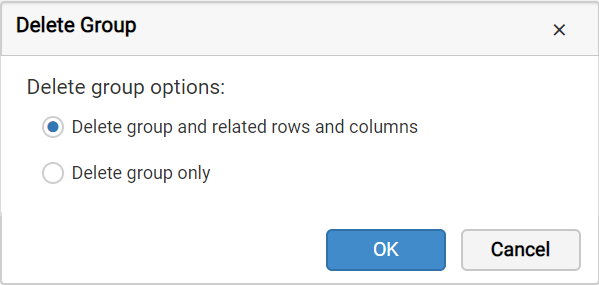 Delete Group
Delete group options:
Delete group and related rows and columns
Delete group only
OK
Cancel